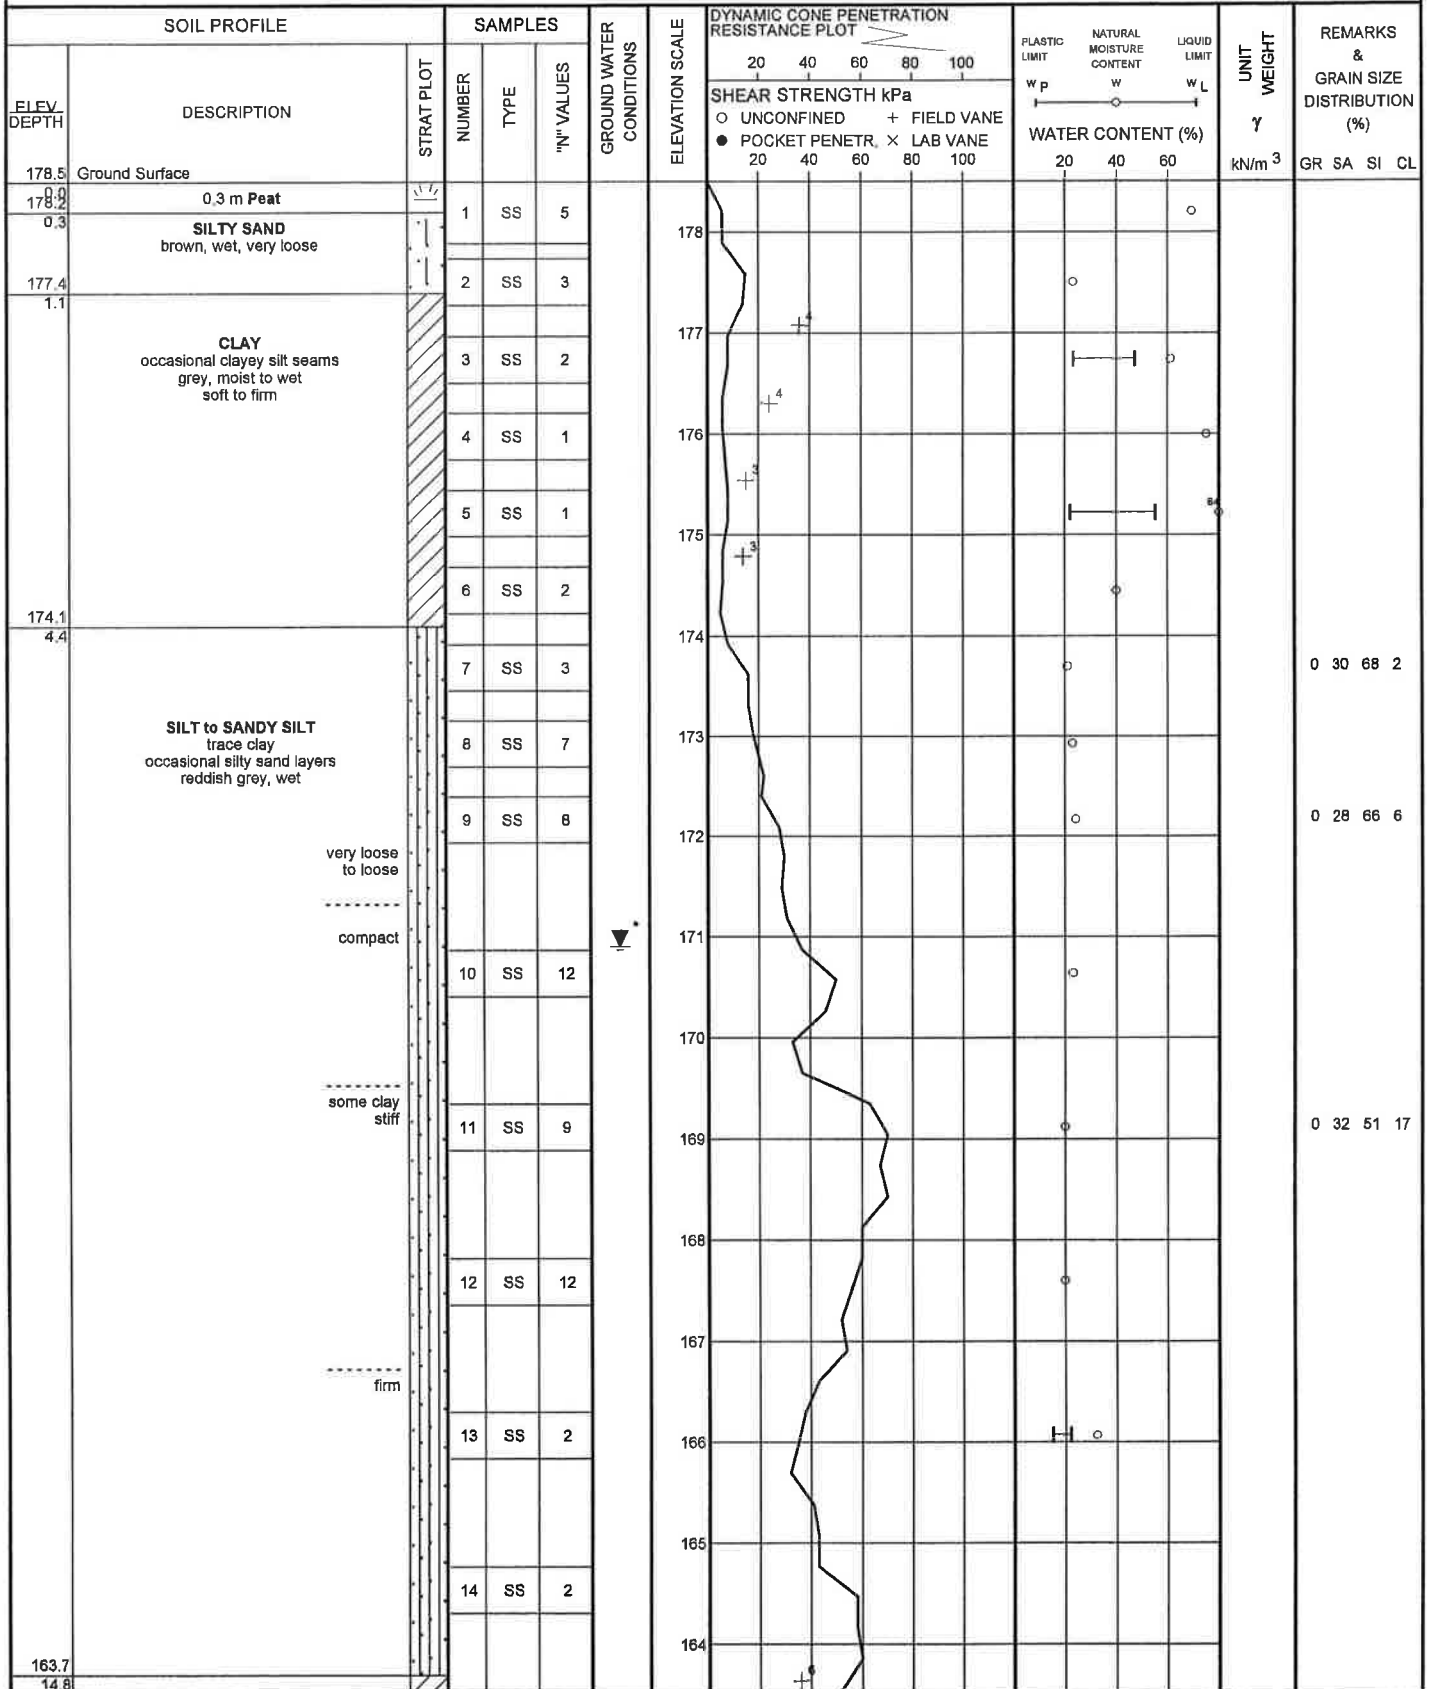 SOIL PROFILE
SAMPLES
GROUND WATER
CONDITIONS
ELEVATION SCALE
DYNAMIC CONE PENETRATION
RESISTANCE PLOT
20 40 60 80 100
SHEAR STRENGTH kPa
○ UNCONFINED + FIELD VANE
● POCKET PENETR. × LAB VANE
20 40 60 80 100
PLASTIC
LIMIT
NATURAL
MOISTURE
CONTENT
LIQUID
LIMIT
W P W W L
WATER CONTENT (%)
20 40 60
UNIT
WEIGHT
γ
kN/m 3
REMARKS
&
GRAIN SIZE
DISTRIBUTION
(%)
GR SA SI CL
ELEV
DEPTH
DESCRIPTION
STRAT PLOT
NUMBER
TYPE
"N" VALUES
178.5 Ground Surface
0.0
178.2
0.3 m Peat
0.3
SILTY SAND
brown, wet, very loose
1 SS 5
178
177.4
1.1
2 SS 3
4
177
CLAY
occasional clayey silt seams
grey, moist to wet
soft to firm
3 SS 2
4
4 SS 1
176
5 SS 1
175
3
6 SS 2
174.1
4.4
174
7 SS 3
0 30 68 2
SILT to SANDY SILT
trace clay
occasional silty sand layers
reddish grey, wet
8 SS 7
173
9 SS 6
0 28 66 6
172
very loose
to loose
compact
171
10 SS 12
170
some clay
stiff
11 SS 9
0 32 51 17
169
168
12 SS 12
167
firm
13 SS 2
166
165
14 SS 2
164
163.7
14.8
6